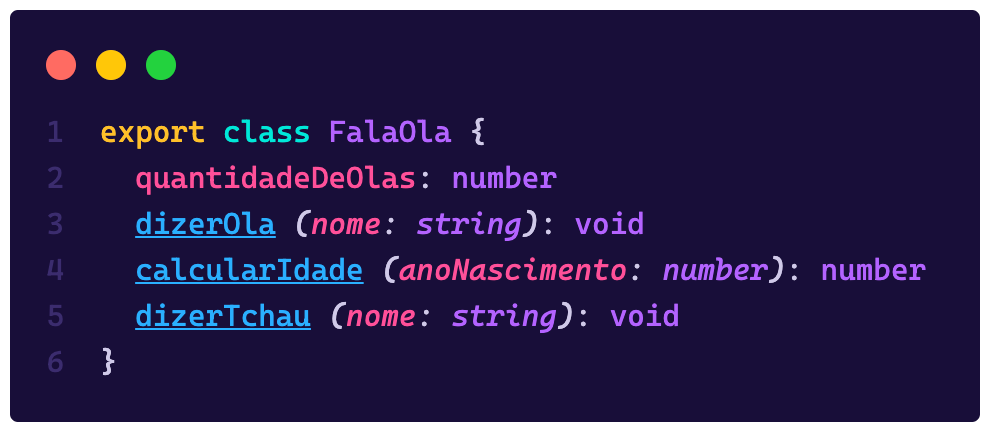 1 export class FalaOla {
2 quantidadeDeOlas: number
3 dizerOla (nome: string): void
4 calcularIdade (anoNascimento: number): number
5 dizerTchau (nome: string): void
6 }